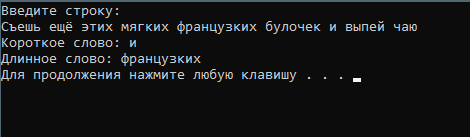 Введите строку:
Съешь ещё этих мягких французких булочек и выпей чаю
Короткое слово: и
Длинное слово: французких
Для продолжения нажмите любую клавишу . . .